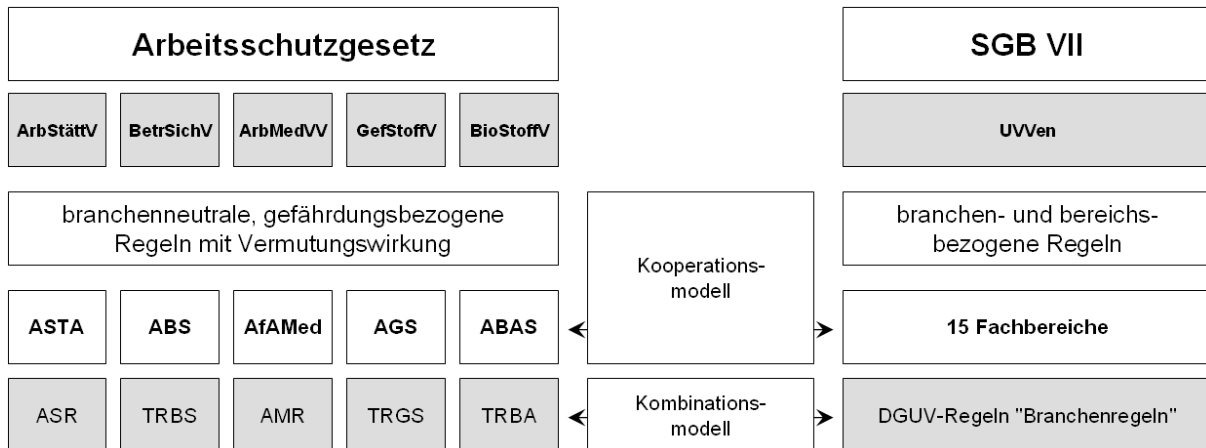 Arbeitsschutzgesetz
SGB VII
ArbStättV
BetrSichV
ArbMedVV
GefStoffV
BioStoffV
UVVen
branchenneutrale, gefährdungsbezogene
Regeln mit Vermutungswirkung
Kooperations-
modell
branchen- und bereichs-
bezogene Regeln
ASTA
ABS
AfAMed
AGS
ABAS
15 Fachbereiche
ASR
TRBS
AMR
TRGS
TRBA
Kombinations-
modell
DGUV-Regeln "Branchenregeln"